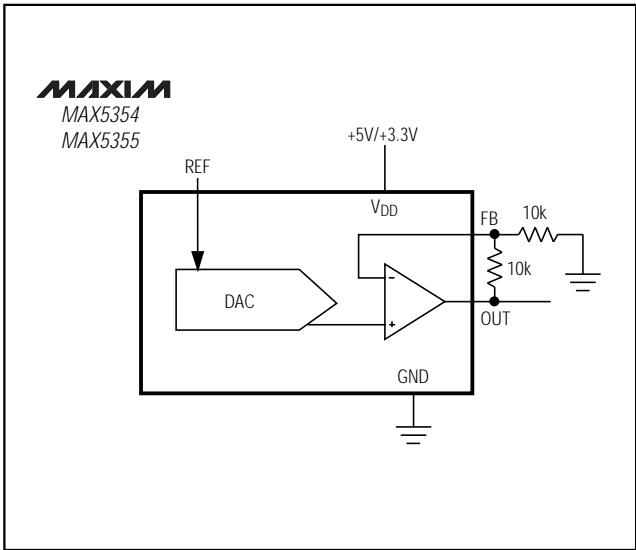 MAXIM
MAX5354
MAX5355
+5V/+3.3V
REF
VDD
FB
10k
10k
DAC
-
+
OUT
GND